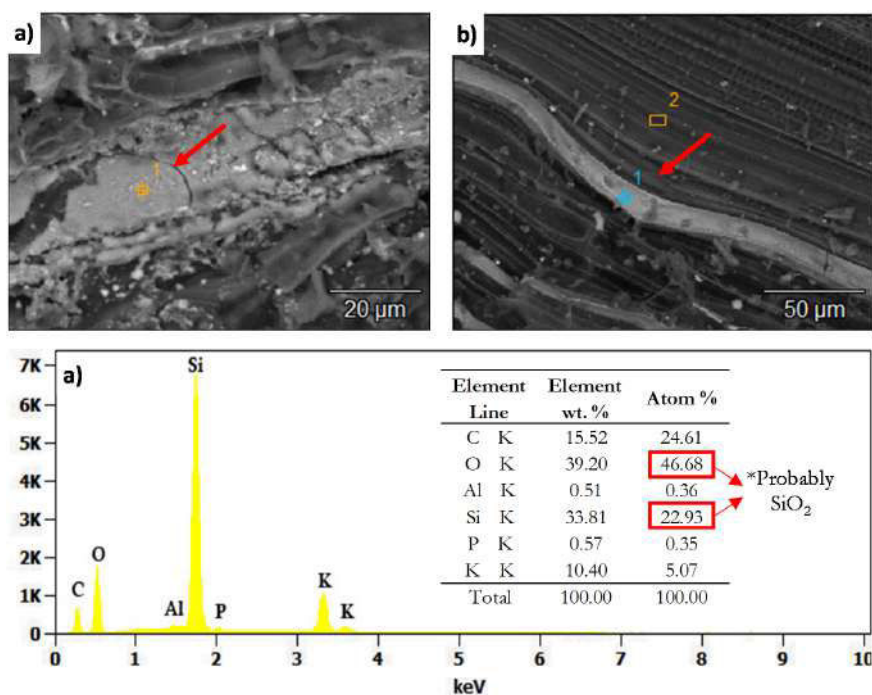 a)
1
20 µm
b)
2
1
50 µm
a)
7K
6K
5K
4K
3K
2K
1K
0
C
O
Al
Si
P
K
K
0 1 2 3 4 5 6 7 8 9 10
keV
Element Line Element wt. % Atom %
C K 15.52 24.61
O K 39.20 46.68
Al K 0.51 0.36
Si K 33.81 22.93
P K 0.57 0.35
K K 10.40 5.07
Total 100.00 100.00
*Probably
SiO₂